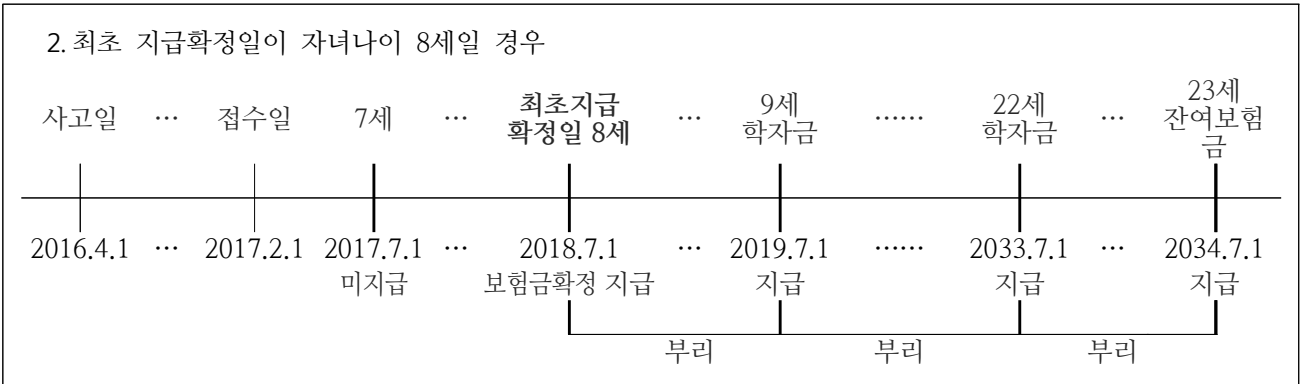 2. 최초 지급확정일이 자녀나이 8세일 경우
사고일 … 접수일 7세 … 최초지급 확정일 8세 … 9세 학자금 …… 22세 학자금 … 23세 잔여보험금
2016.4.1 … 2017.2.1 2017.7.1 … 2018.7.1 … 2019.7.1 …… 2033.7.1 … 2034.7.1
미지급 보험금확정 지급 지급 지급 지급
부리 부리 부리